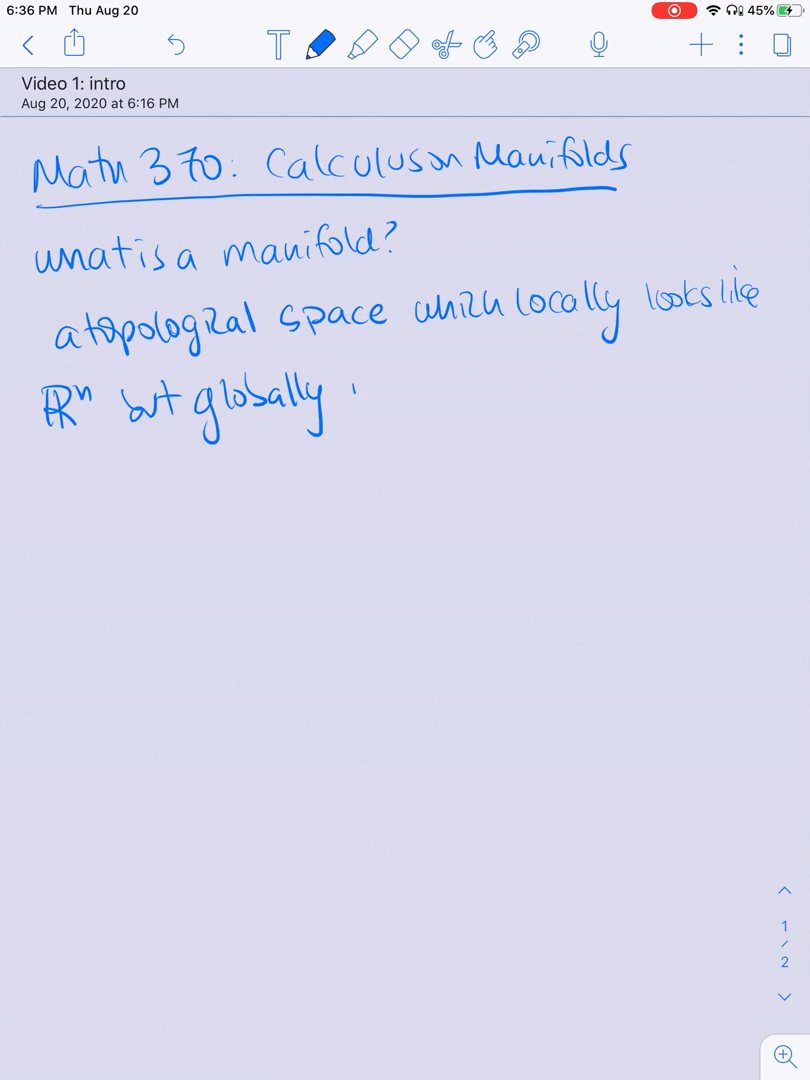 6:36 PM Thu Aug 20
45%
T
Video 1: intro
Aug 20, 2020 at 6:16 PM
Math 370: Calculus on Manifolds
what is a manifold?
a topological space which locally looks like
ℝⁿ but globally
1
/
2